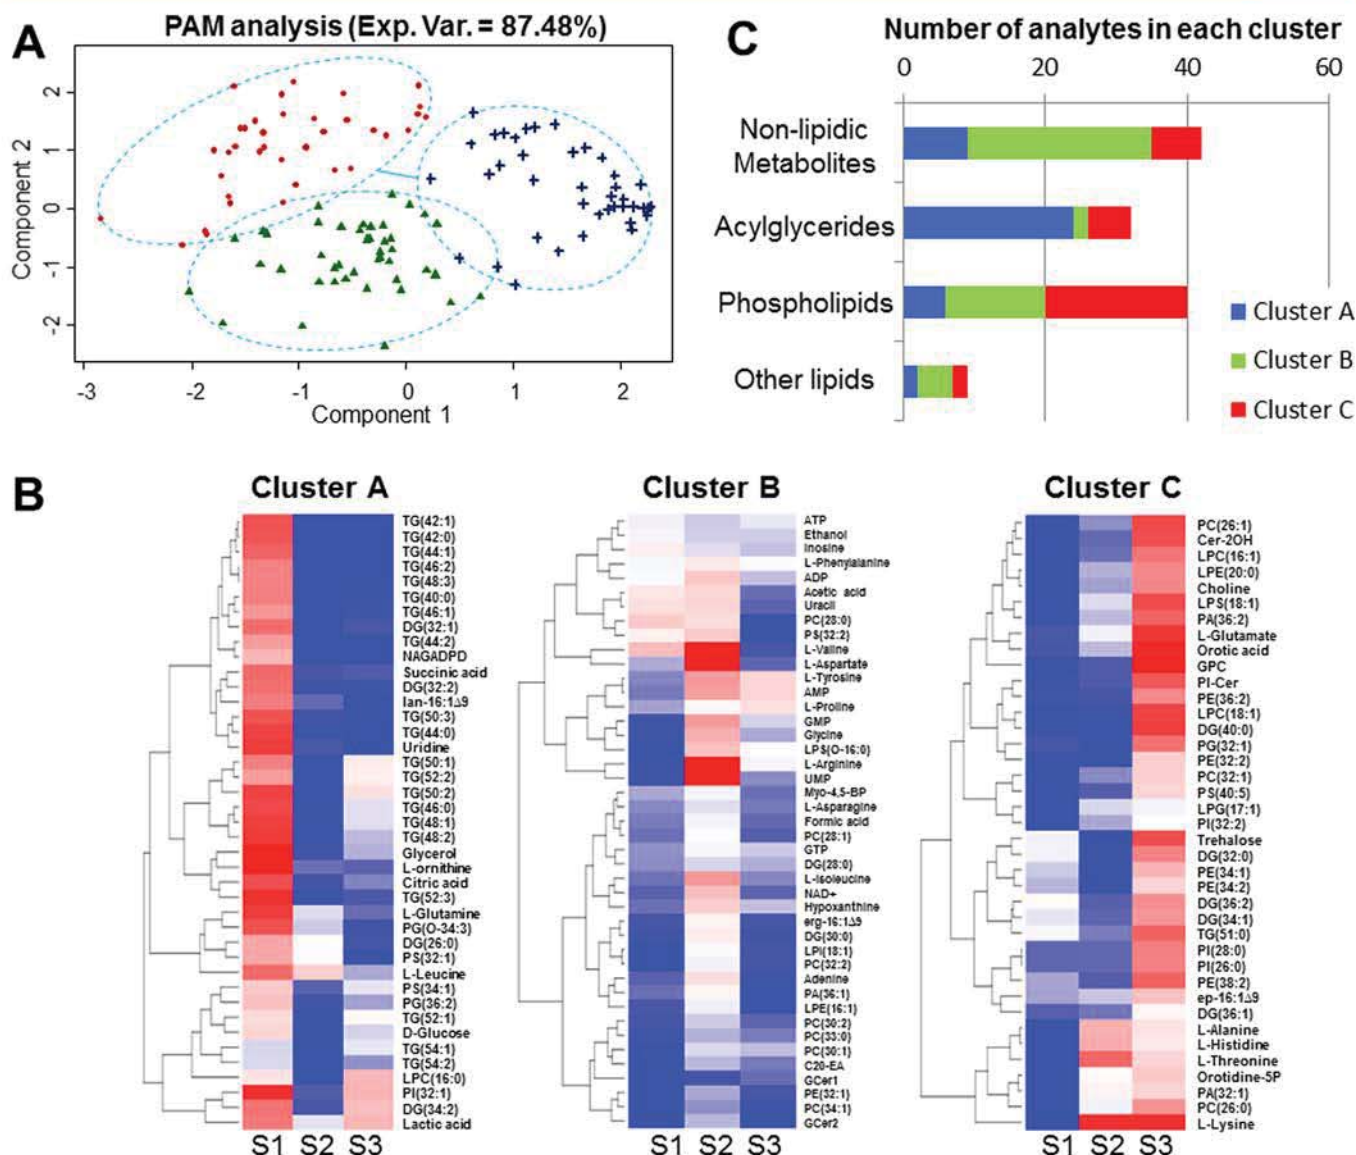 A
PAM analysis (Exp. Var. = 87.48%)
2
1
0
-1
-2
Component 2
-3
-2
-1
0
1
2
Component 1
C
Number of analytes in each cluster
0
20
40
60
Non-lipidic
Metabolites
Acylglycerides
Phospholipids
Other lipids
Cluster A
Cluster B
Cluster C
B
Cluster A
TG(42:1)
TG(42:0)
TG(44:1)
TG(46:2)
TG(48:3)
TG(40:0)
TG(46:1)
DG(32:1)
TG(44:2)
NAGADPD
Succinic acid
DG(32:2)
lan-16:1Δ9
TG(50:3)
TG(44:0)
Uridine
TG(50:1)
TG(52:2)
TG(50:2)
TG(46:0)
TG(48:1)
TG(48:2)
Glycerol
L-ornithine
Citric acid
TG(52:3)
L-Glutamine
PG(O-34:3)
DG(26:0)
PS(32:1)
L-Leucine
PS(34:1)
PG(36:2)
TG(52:1)
D-Glucose
TG(54:1)
TG(54:2)
LPC(16:0)
PI(32:1)
DG(34:2)
Lactic acid
S1 S2 S3
Cluster B
ATP
Ethanol
Inosine
L-Phenylalanine
ADP
Acetic acid
Uracil
PC(28:0)
PS(32:2)
L-Valine
L-Aspartate
L-Tyrosine
AMP
L-Proline
GMP
Glycine
LPS(O-16:0)
L-Arginine
UMP
Myo-4,5-BP
L-Asparagine
Formic acid
PC(28:1)
GTP
DG(28:0)
L-Isoleucine
NAD+
Hypoxanthine
erg-16:1Δ9
DG(30:0)
LPI(18:1)
PC(32:2)
Adenine
PA(36:1)
LPE(16:1)
PC(30:2)
PC(33:0)
PC(30:1)
C20-EA
GCer1
PE(32:1)
PC(34:1)
GCer2
S1 S2 S3
Cluster C
PC(26:1)
Cer-2OH
LPC(16:1)
LPE(20:0)
Choline
LPS(18:1)
PA(36:2)
L-Glutamate
Orotic acid
GPC
PI-Cer
PE(36:2)
LPC(18:1)
DG(40:0)
PG(32:1)
PE(32:2)
PC(32:1)
PS(40:5)
LPG(17:1)
PI(32:2)
Trehalose
DG(32:0)
PE(34:1)
PE(34:2)
DG(36:2)
DG(34:1)
TG(51:0)
PI(28:0)
PI(26:0)
PE(38:2)
ep-16:1Δ9
DG(36:1)
L-Alanine
L-Histidine
L-Threonine
Orotidine-5P
PA(32:1)
PC(26:0)
L-Lysine
S1 S2 S3